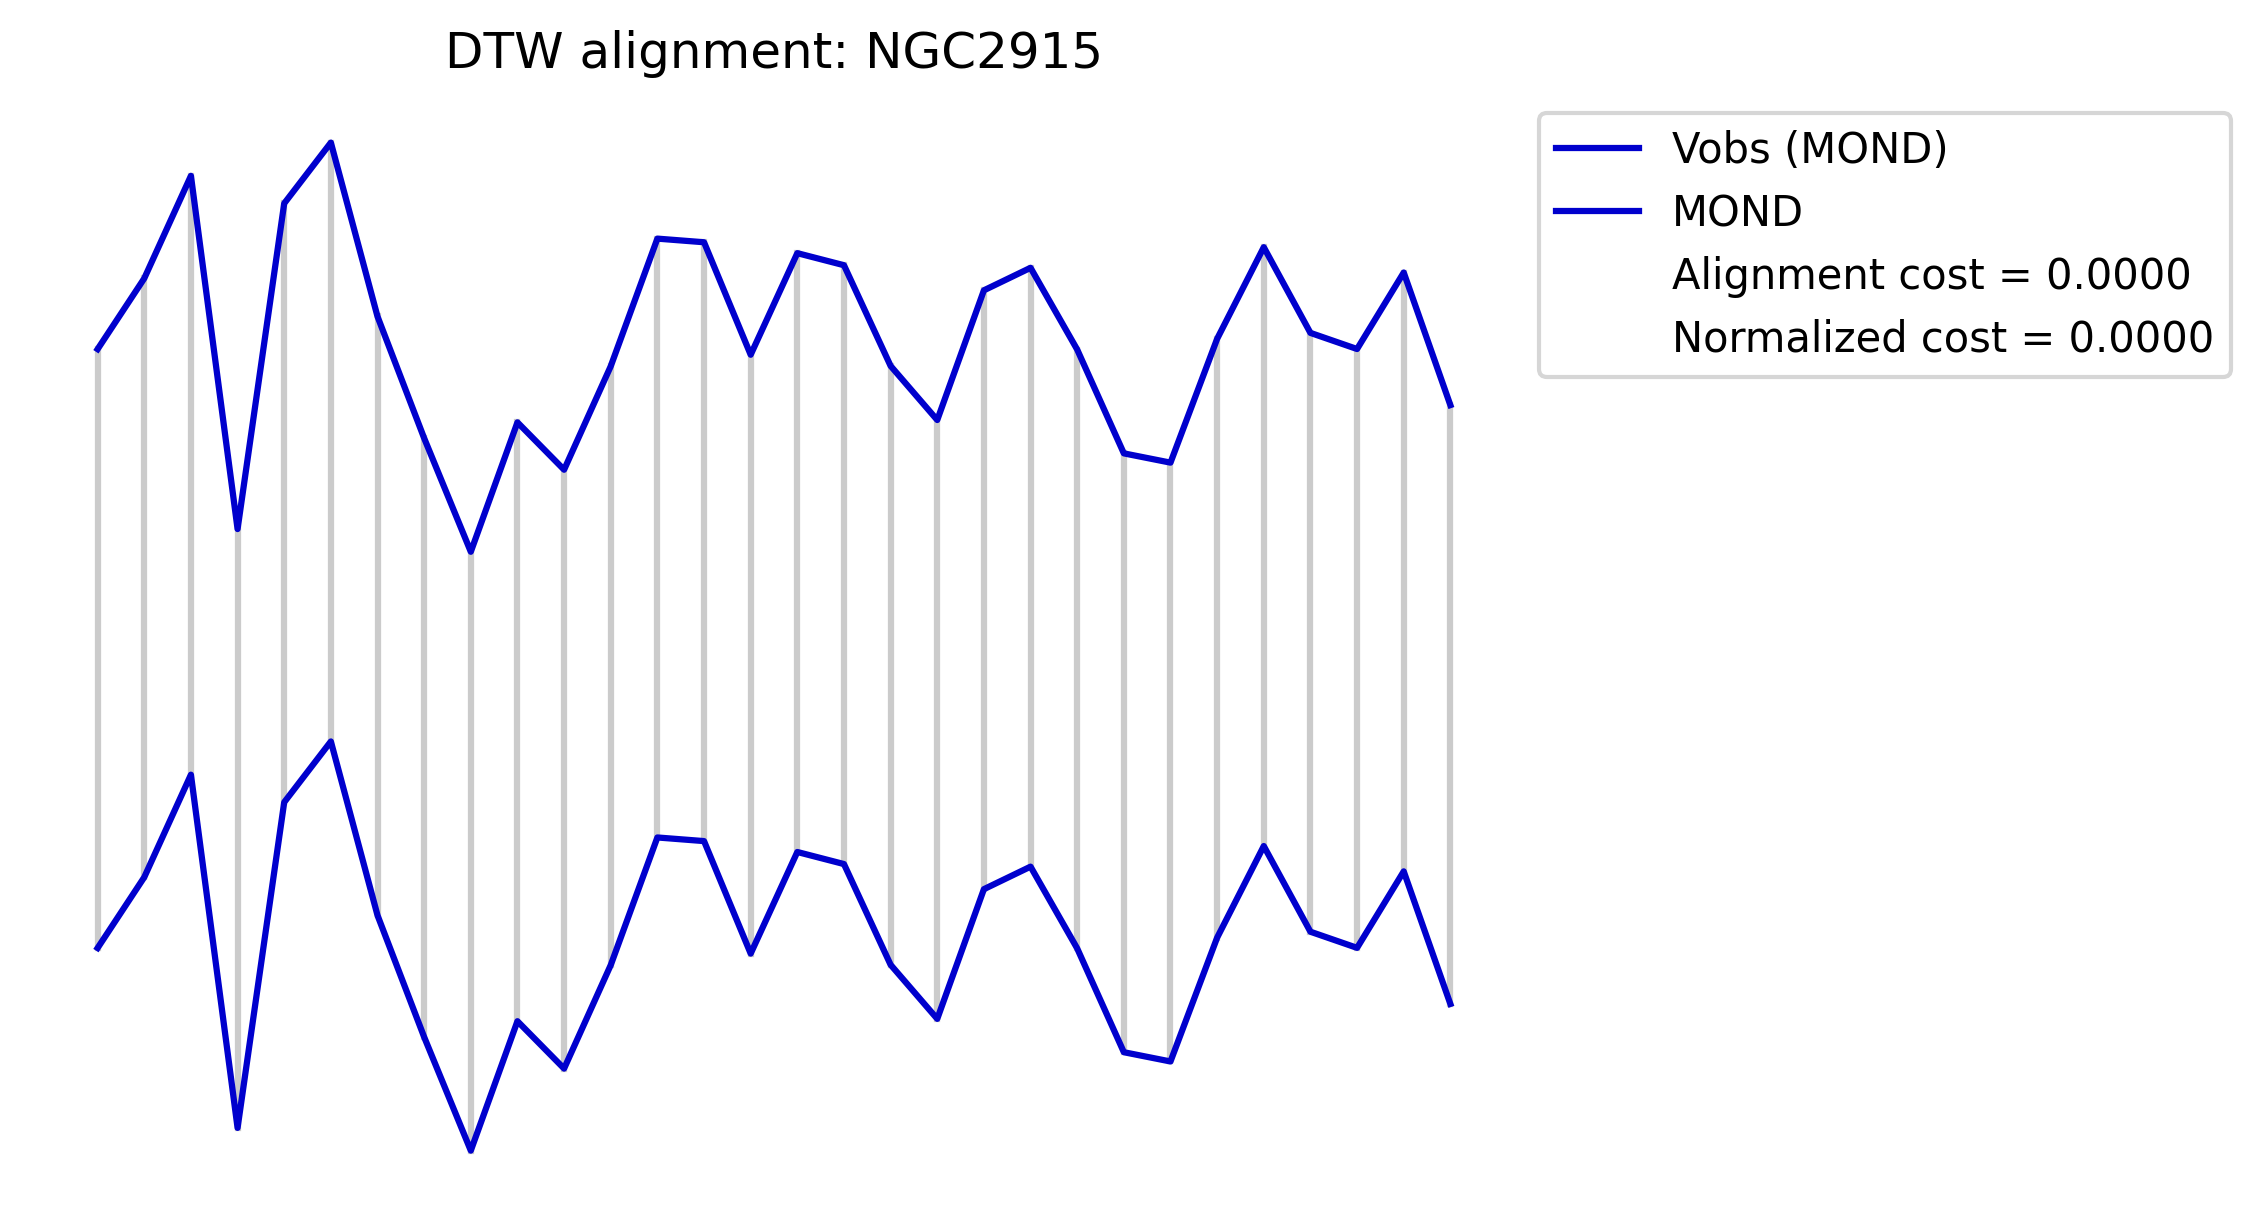 DTW alignment: NGC2915
Vobs (MOND)
MOND
Alignment cost = 0.0000
Normalized cost = 0.0000